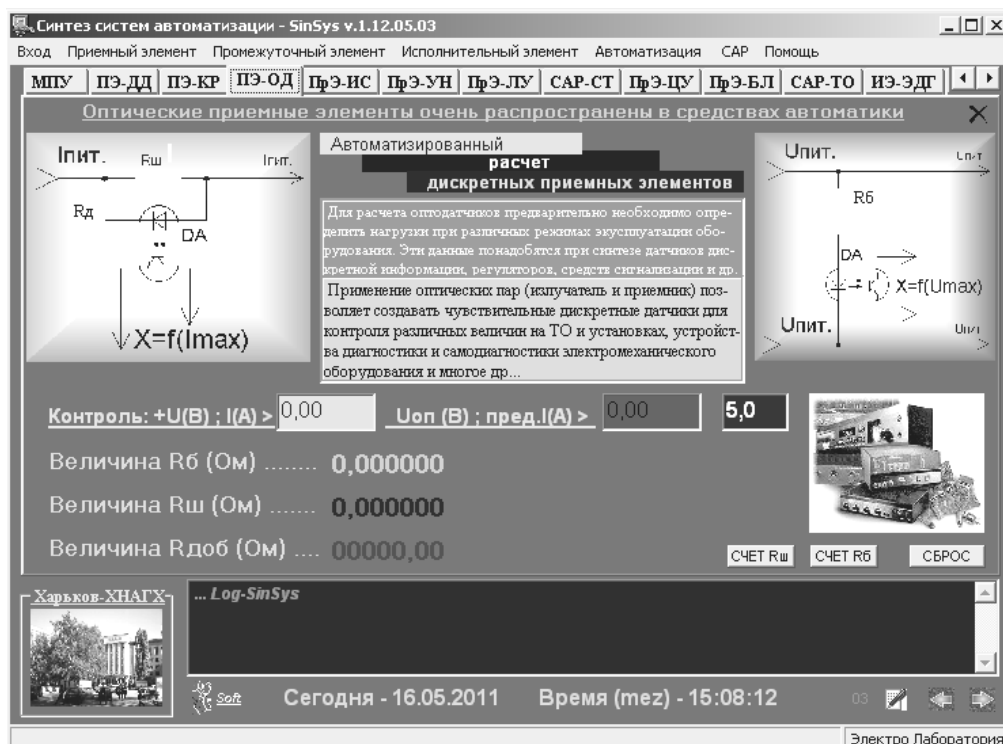 Синтез систем автоматизации - SinSys v.1.12.05.03
Вход Приемный элемент Промежуточный элемент Исполнительный элемент Автоматизация САР Помощь
МПУ ПЭ-ДД ПЭ-КР ПЭ-ОД ПрЭ-ИС ПрЭ-УН ПрЭ-ЛУ САР-СТ ПрЭ-ЦУ ПрЭ-БЛ САР-ТО ИЭ-ЭДГ
Оптические приемные элементы очень распространены в средствах автоматики
Iпит. Rш Iпит.
Rд
DA
X=f(Imax)
Автоматизированный
расчет
дискретных приемных элементов
Для расчета оптодатчиков предварительно необходимо опре-
делить нагрузки при различных режимах эксуплуатации обо-
рудования. Эти данные понадобятся при синтезе датчиков дис-
кретной информации, регуляторов, средств сигнализации и др.
Применение оптических пар (излучатель и приемник) поз-
воляет создавать чувствительные дискретные датчики для
контроля различных величин на ТО и установках, устройст-
ва диагностики и самодиагностики электромеханического
оборудования и многое др...
Uпит. Uпит
Rб
DA
X=f(Umax)
Uпит. Uпит
Контроль: +U(В) ; I(А) > 0,00 Uоп (В) ; пред.I(А) > 0,00 5,0
Величина Rб (Ом) ........ 0,000000
Величина Rш (Ом) ....... 0,000000
Величина Rдоб (Ом) .... 00000,00
СЧЕТ Rш СЧЕТ Rб СБРОС
Харьков-ХНАГХ
... Log-SinSys
Soft Сегодня - 16.05.2011 Время (mez) - 15:08:12 03
Электро Лаборатория